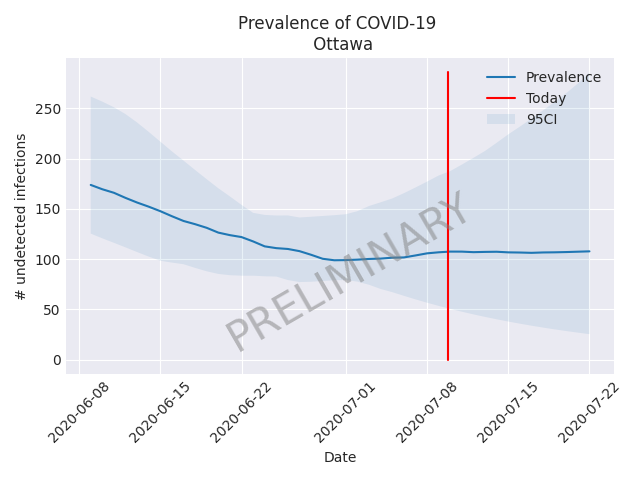 Prevalence of COVID-19
Ottawa
Prevalence
Today
95CI
PRELIMINARY
# undetected infections
250
200
150
100
50
0
2020-06-08
2020-06-15
2020-06-22
2020-07-01
2020-07-08
2020-07-15
2020-07-22
Date